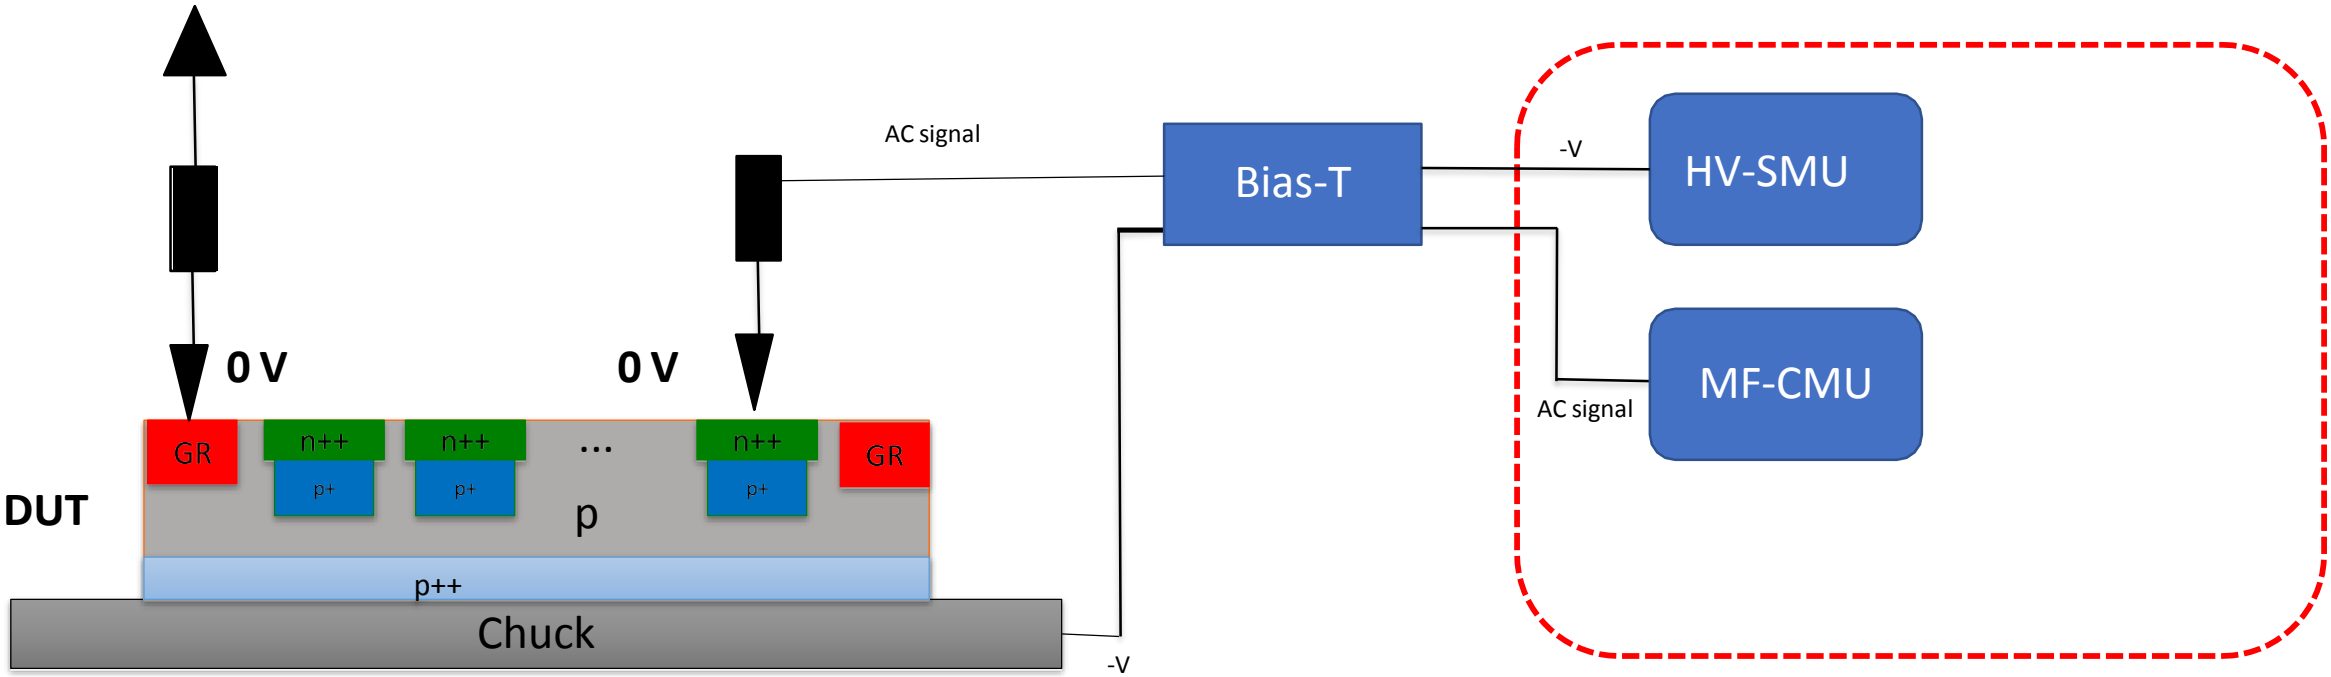 AC signal
Bias-T
-V
HV-SMU
0 V
0 V
MF-CMU
AC signal
GR
n++
n++
...
n++
GR
p+
p+
p+
DUT
p
p++
Chuck
-V